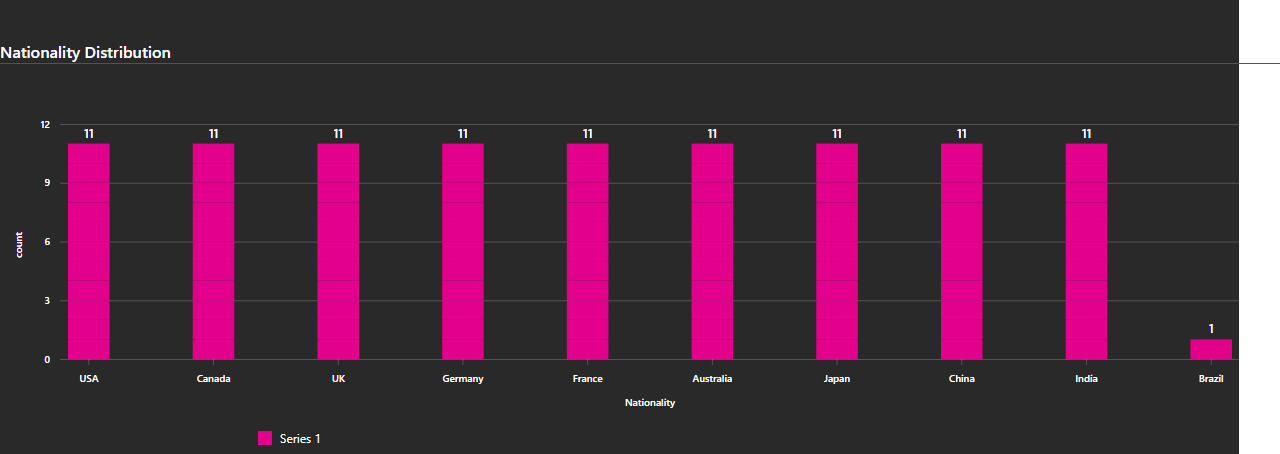 Nationality Distribution
12
11 11 11 11 11 11 11 11 11
9
6
count
3
1
0
USA Canada UK Germany France Australia Japan China India Brazil
Nationality
Series 1